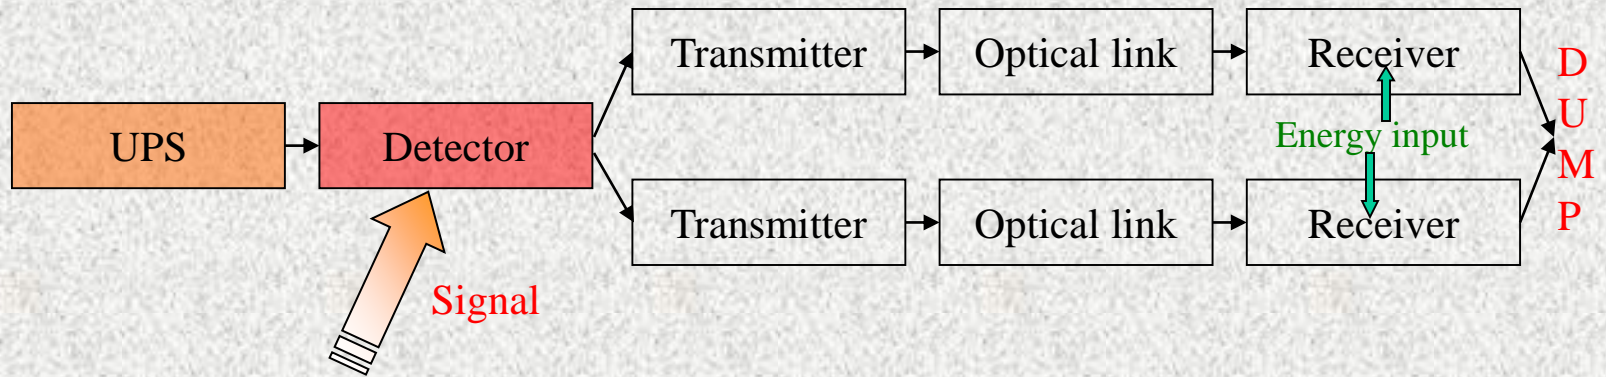 UPS
Detector
Signal
Transmitter
Optical link
Receiver
Energy input
Transmitter
Optical link
Receiver
D
U
M
P